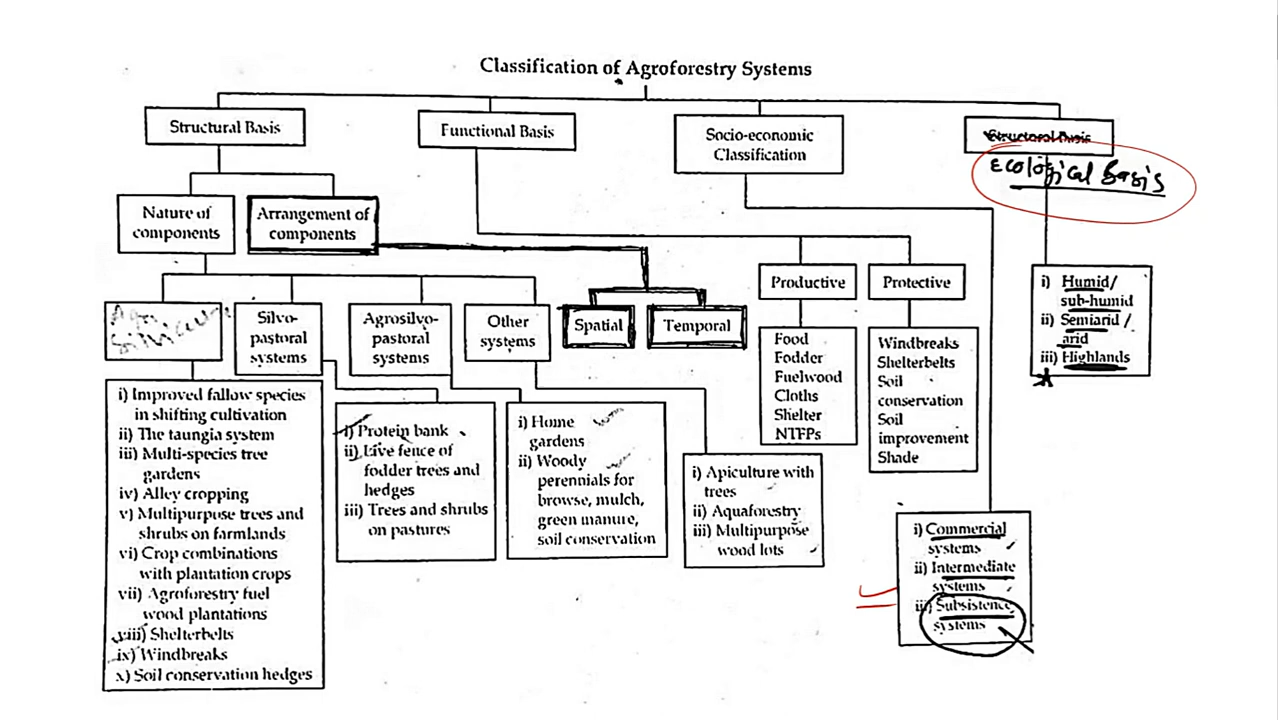 Classification of Agroforestry Systems
Structural Basis
Functional Basis
Socio-economic
Classification
Structural Basis
Ecological Basis
Nature of
components
Arrangement of
components
Productive
Protective
i) Humid/
sub-humid
ii) Semiarid /
arid
iii) Highlands
Agri
Silviculture
Silvo-
pastoral
systems
Agrosilvo-
pastoral
systems
Other
systems
Spatial
Temporal
Food
Fodder
Fuelwood
Cloths
Shelter
NTFPs
Windbreaks
Shelterbelts
Soil
conservation
Soil
improvement
Shade
i) Improved fallow species
in shifting cultivation
ii) The taungia system
iii) Multi-species tree
gardens
iv) Alley cropping
v) Multipurpose trees and
shrubs on farmlands
vi) Crop combinations
with plantation crops
vii) Agroforestry fuel
wood plantations
viii) Shelterbelts
ix) Windbreaks
x) Soil conservation hedges
i) Protein bank
ii) Live fence of
fodder trees and
hedges
iii) Trees and shrubs
on pastures
i) Home
gardens
ii) Woody
perennials for
browse, mulch,
green manure,
soil conservation
i) Apiculture with
trees
ii) Aquaforestry
iii) Multipurpose
wood lots
i) Commercial
systems
ii) Intermediate
systems
iii) Subsistence
systems